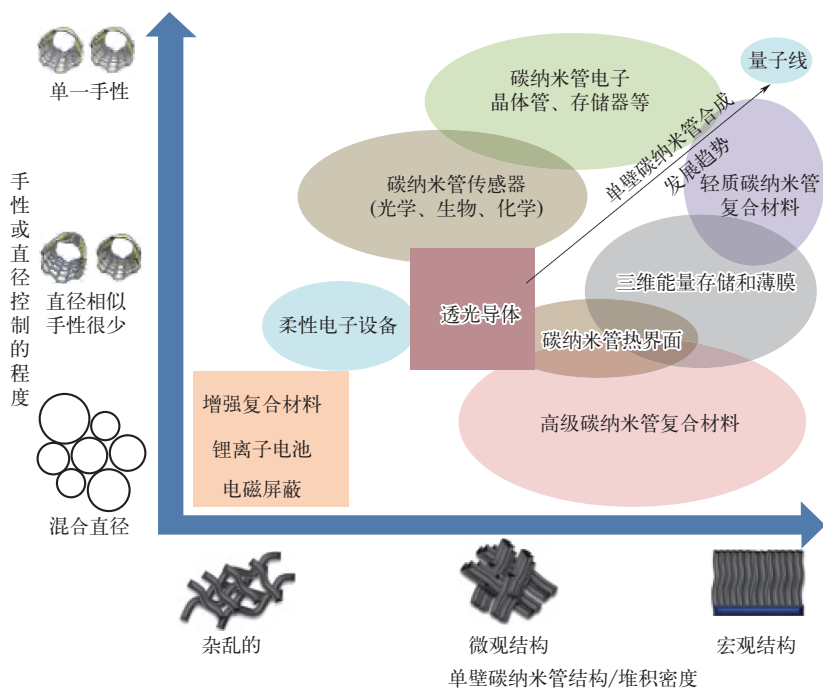 单一手性
手性或直径控制的程度
直径相似
手性很少
混合直径
量子线
碳纳米管电子
晶体管、存储器等
单壁碳纳米管合成
发展趋势
碳纳米管传感器
(光学、生物、化学)
轻质碳纳米管
复合材料
三维能量存储和薄膜
柔性电子设备
透光导体
碳纳米管热界面
增强复合材料
锂离子电池
电磁屏蔽
高级碳纳米管复合材料
杂乱的
微观结构
宏观结构
单壁碳纳米管结构/堆积密度